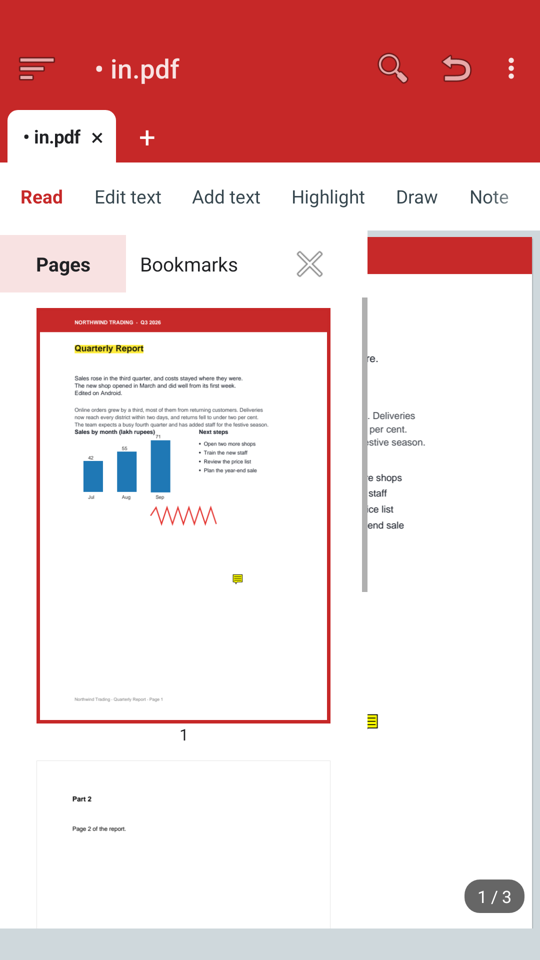 • in.pdf
• in.pdf ×
+
Read Edit text Add text Highlight Draw Note
Pages Bookmarks
NORTHWIND TRADING - Q3 2026
Quarterly Report
Sales rose in the third quarter, and costs stayed where they were.
The new shop opened in March and did well from its first week.
Edited on Android.
Online orders grew by a third, most of them from returning customers. Deliveries
now reach every district within two days, and returns fell to under two per cent.
The team expects a busy fourth quarter and has added staff for the festive season.
Sales by month (lakh rupees)
42
55
71
Jul Aug Sep
Next steps
• Open two more shops
• Train the new staff
• Review the price list
• Plan the year-end sale
Northwind Trading - Quarterly Report - Page 1
1
Part 2
Page 2 of the report.
re.
. Deliveries
per cent.
estive season.
e shops
staff
ice list
end sale
1 / 3